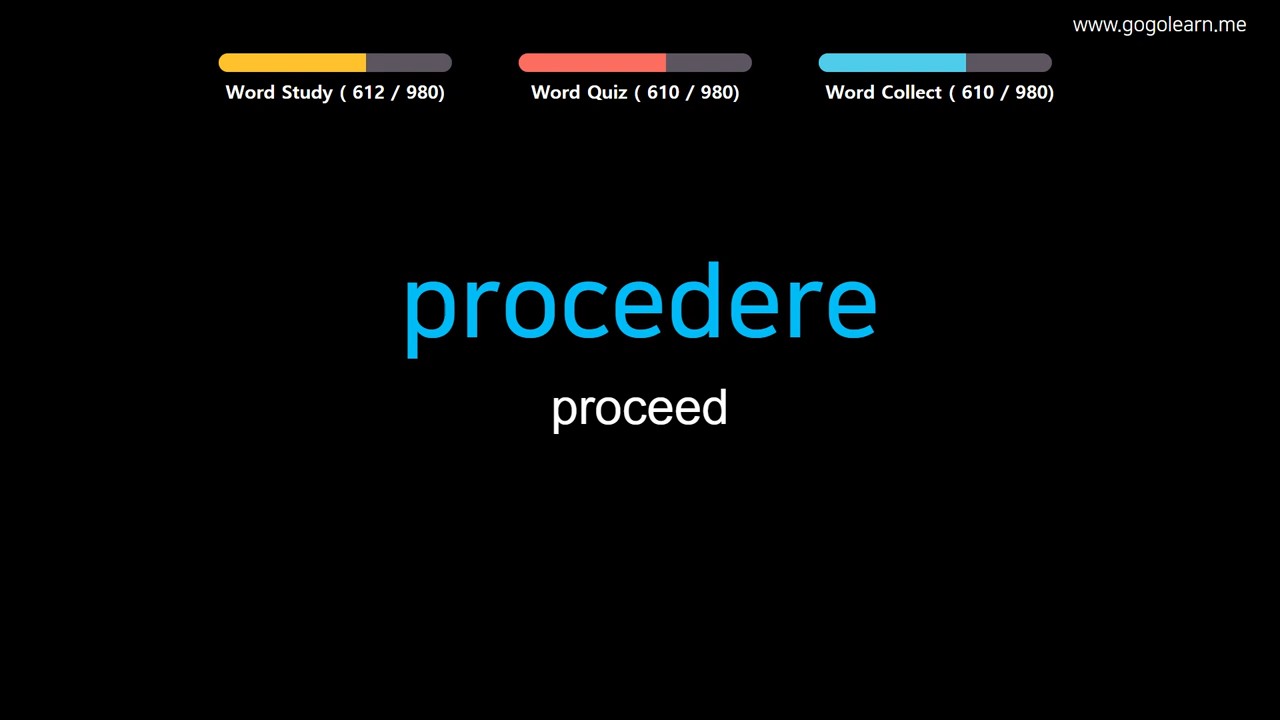 www.gogolearn.me
Word Study ( 612 / 980)
Word Quiz ( 610 / 980)
Word Collect ( 610 / 980)
procedere
proceed